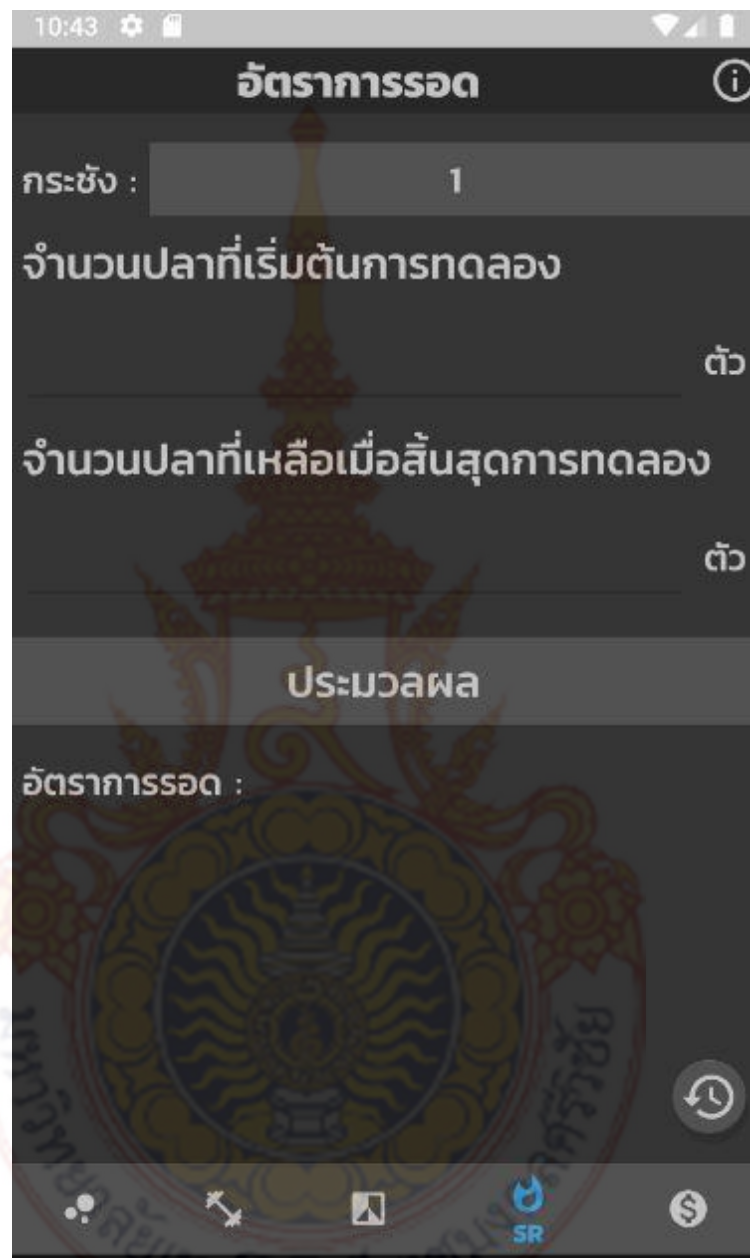 10:43
อัตราการรอด
กระชัง : 1
จำนวนปลาที่เริ่มต้นการทดลอง
ตัว
จำนวนปลาที่เหลือเมื่อสิ้นสุดการทดลอง
ตัว
ประมวลผล
อัตราการรอด :
SR